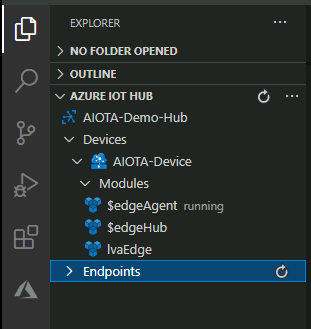 EXPLORER
NO FOLDER OPENED
OUTLINE
AZURE IOT HUB
AIOTA-Demo-Hub
Devices
AIOTA-Device
Modules
$edgeAgent running
$edgeHub
lvaEdge
Endpoints